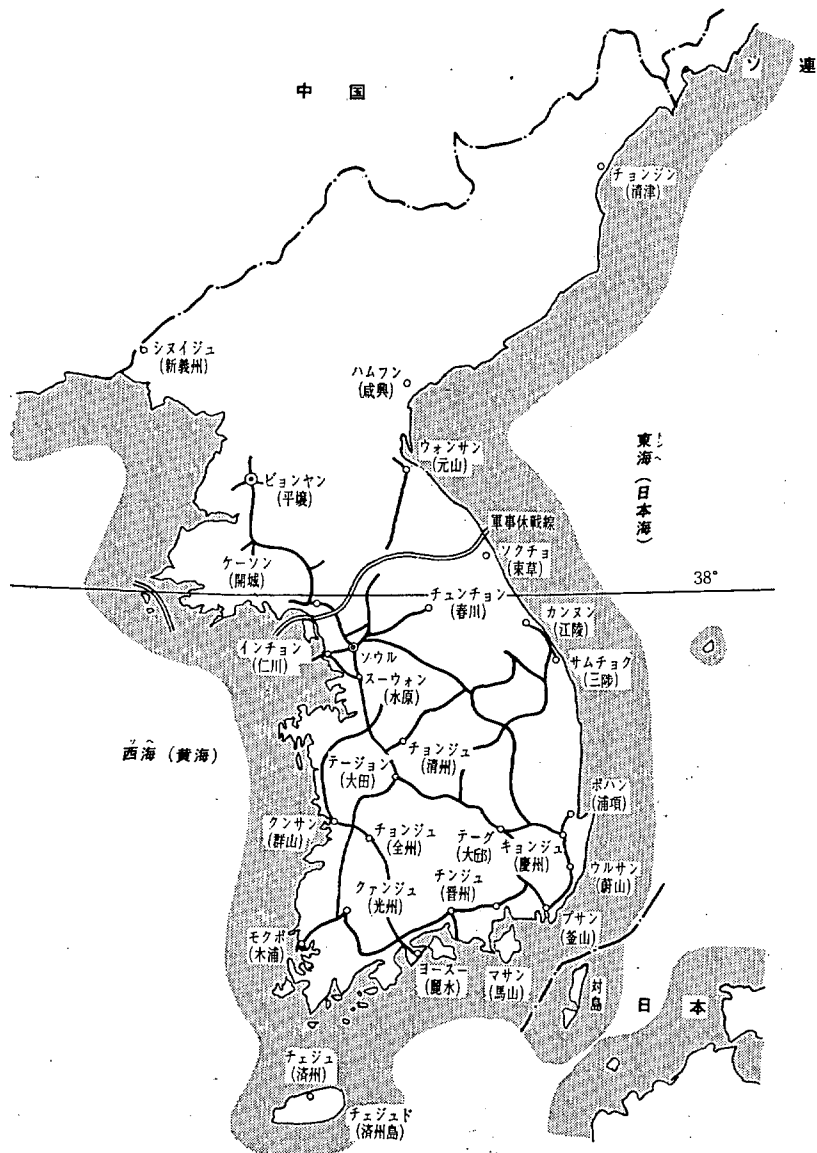 中国
ソ連
チョンジン
(清津)
シヌイジュ
(新義州)
ハムフン
(咸興)
ウォンサン
(元山)
トンヘ
東海(日本海)
ピョンヤン
(平壌)
軍事休戦線
ソクチョ
(束草)
ケーソン
(開城)
38°
チュンチョン
(春川)
カンヌン
(江陵)
インチョン
(仁川)
ソウル
サムチョク
(三陟)
スーウォン
(水原)
ソヘ
西海(黄海)
チョンジュ
(清州)
テージョン
(大田)
ポハン
(浦項)
クンサン
(群山)
チョンジュ
(全州)
テーグ
(大邱)
キョンジュ
(慶州)
ウルサン
(蔚山)
クァンジュ
(光州)
チンジュ
(晋州)
プサン
(釜山)
モクポ
(木浦)
ヨースー
(麗水)
マサン
(馬山)
対島
日本
チェジュ
(済州)
チェジュド
(済州島)